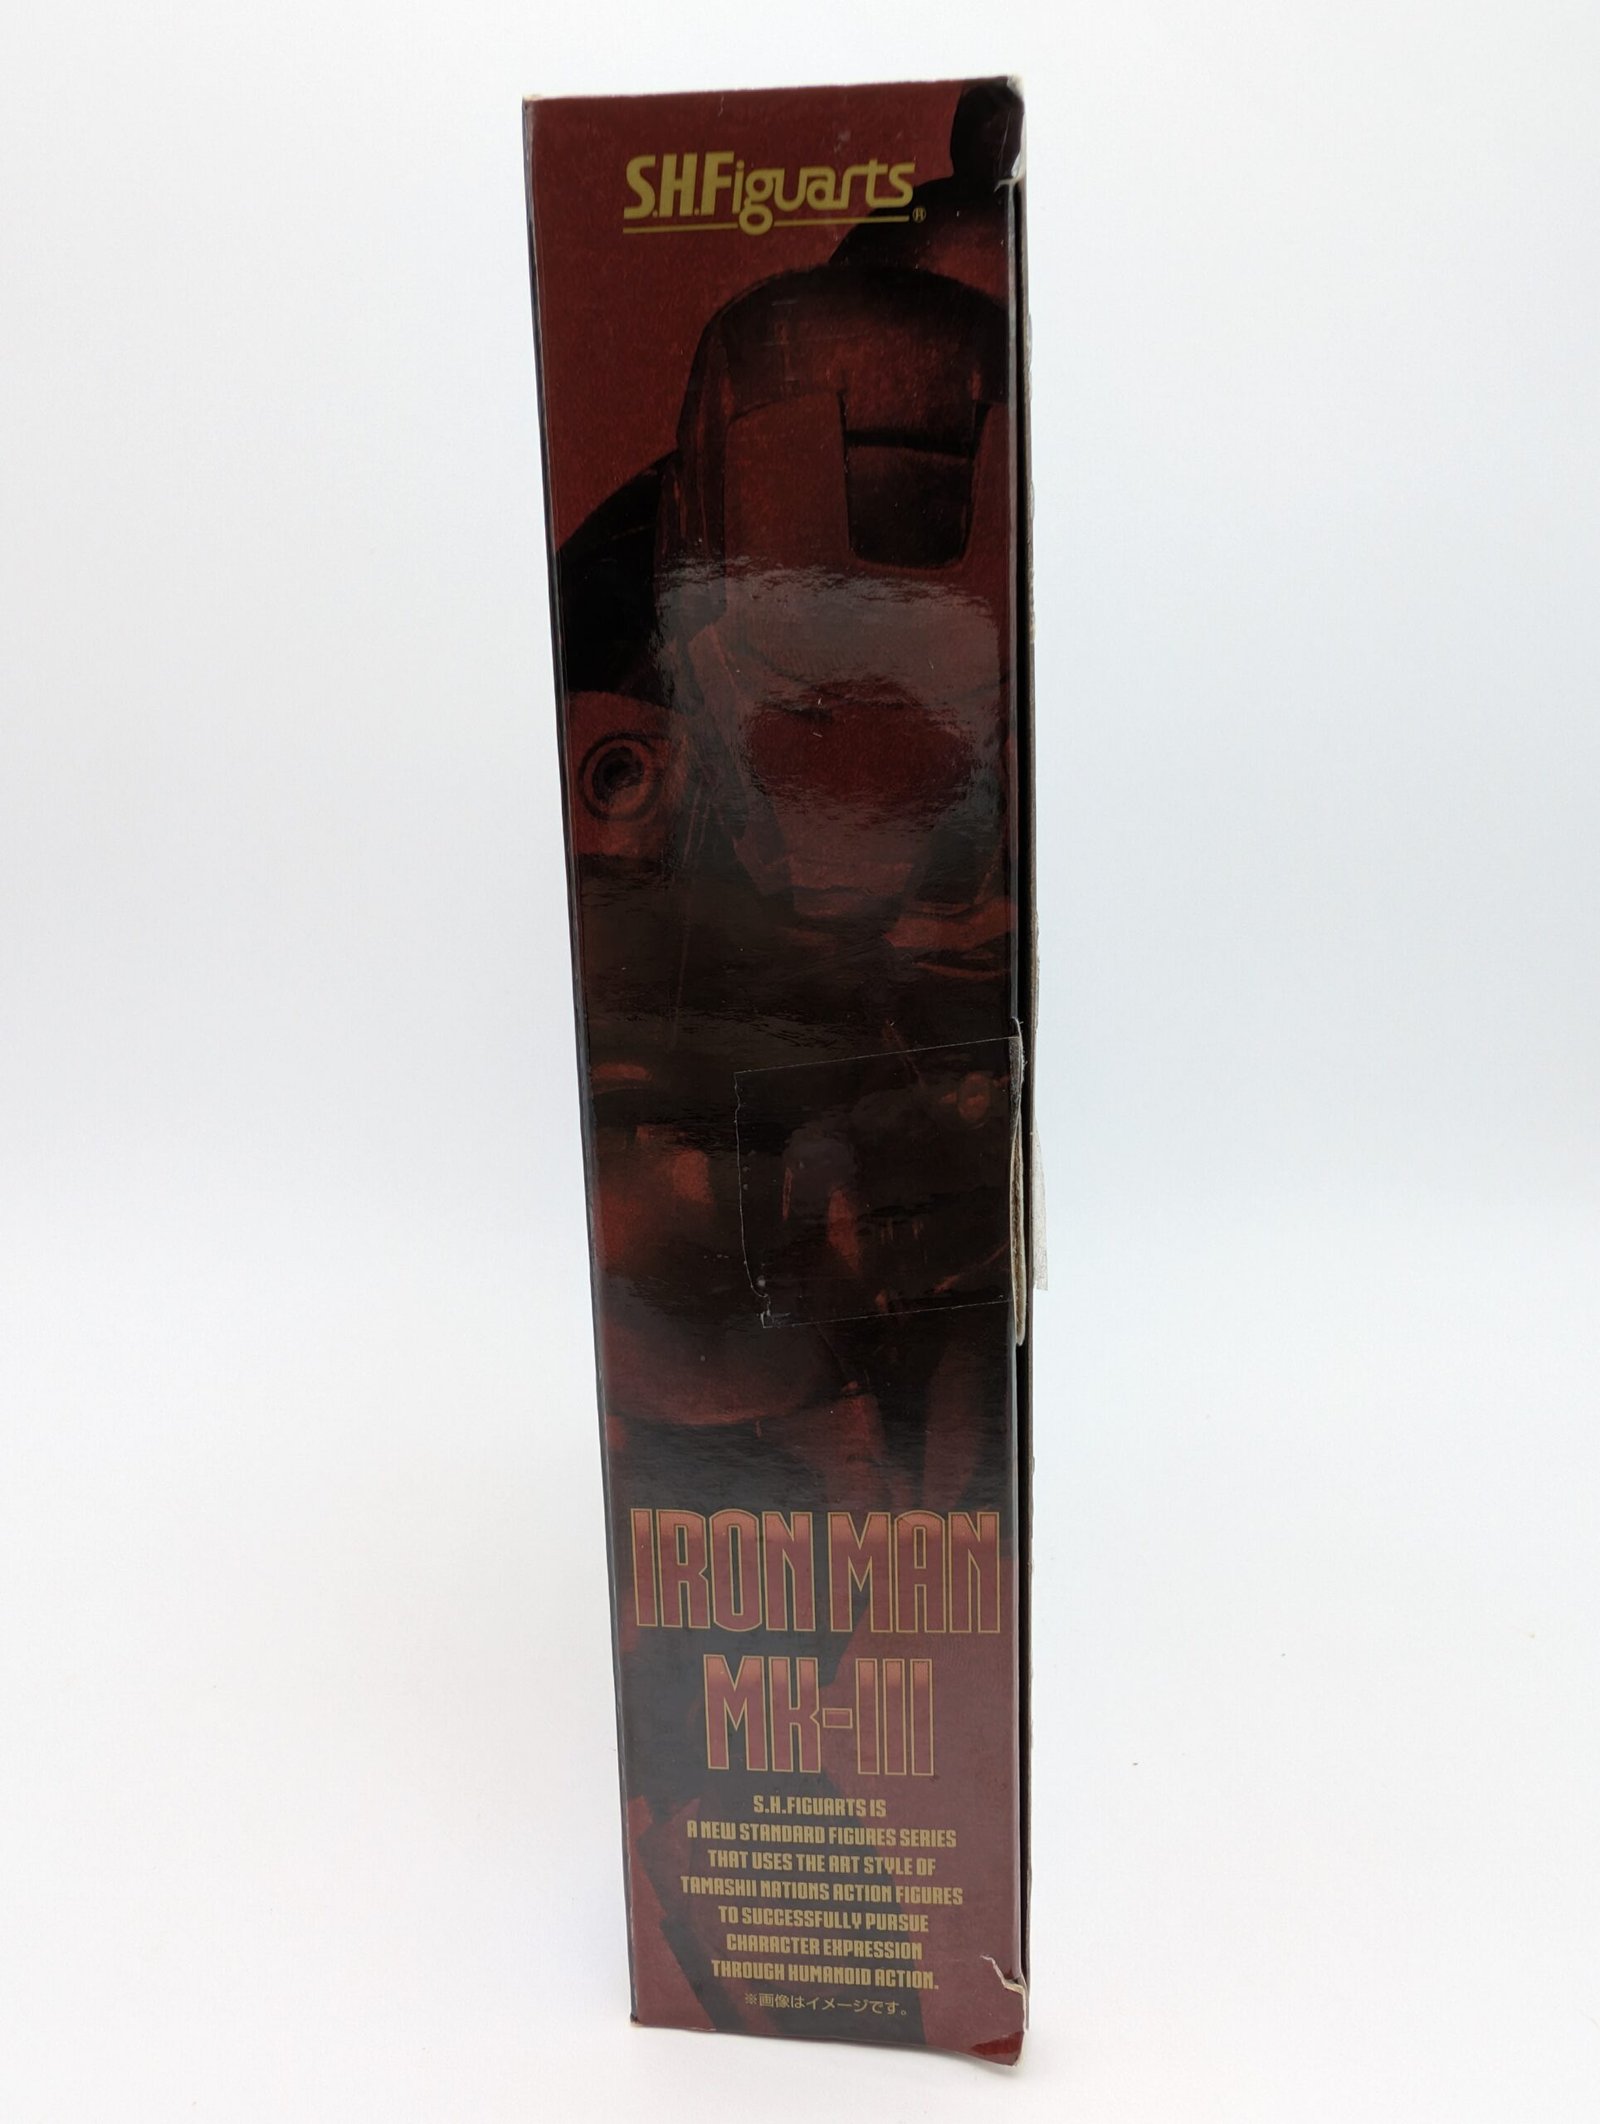 S.H.Figuarts®
IRON MAN
MK-III
S.H.FIGUARTS IS
A NEW STANDARD FIGURES SERIES
THAT USES THE ART STYLE OF
TAMASHII NATIONS ACTION FIGURES
TO SUCCESSFULLY PURSUE
CHARACTER EXPRESSION
THROUGH HUMANOID ACTION.
※画像はイメージです。